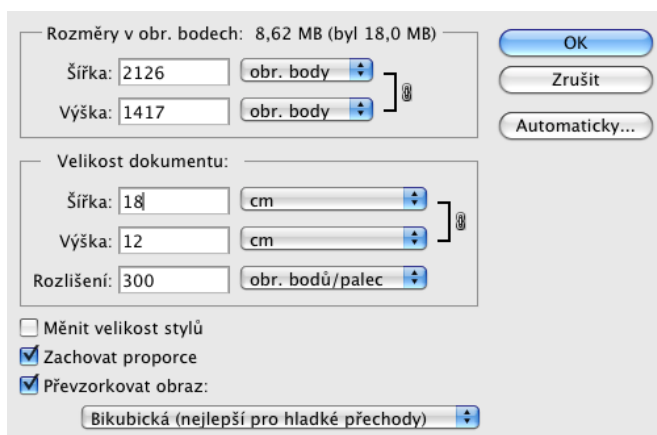 Rozměry v obr. bodech: 8,62 MB (byl 18,0 MB)
Šířka: 2126 obr. body
Výška: 1417 obr. body
OK
Zrušit
Automaticky...
Velikost dokumentu:
Šířka: 18 cm
Výška: 12 cm
Rozlišení: 300 obr. bodů/palec
Měnit velikost stylů
Zachovat proporce
Převzorkovat obraz:
Bikubická (nejlepší pro hladké přechody)